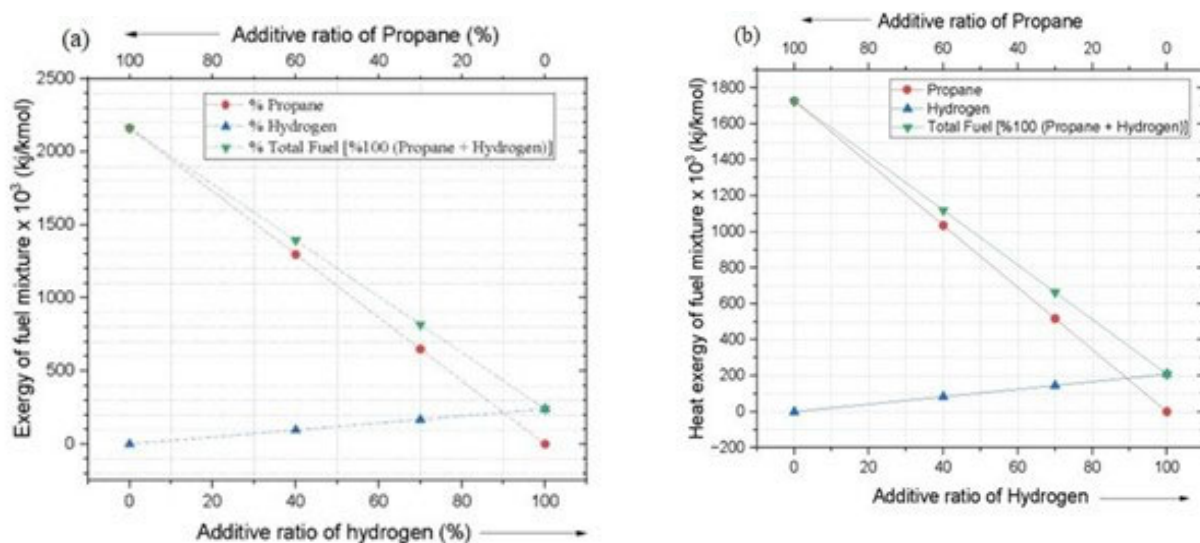 (a)
Additive ratio of Propane (%)
100 80 60 40 20 0
2500
2000
1500
1000
500
0
Exergy of fuel mixture x 10³ (kj/kmol)
% Propane
% Hydrogen
% Total Fuel [%100 (Propane + Hydrogen)]
0 20 40 60 80 100
Additive ratio of hydrogen (%)
(b)
Additive ratio of Propane
100 80 60 40 20 0
1800
1600
1400
1200
1000
800
600
400
200
0
−200
Heat exergy of fuel mixture x 10³ (kj/kmol)
Propane
Hydrogen
Total Fuel [%100 (Propane + Hydrogen)]
0 20 40 60 80 100
Additive ratio of Hydrogen